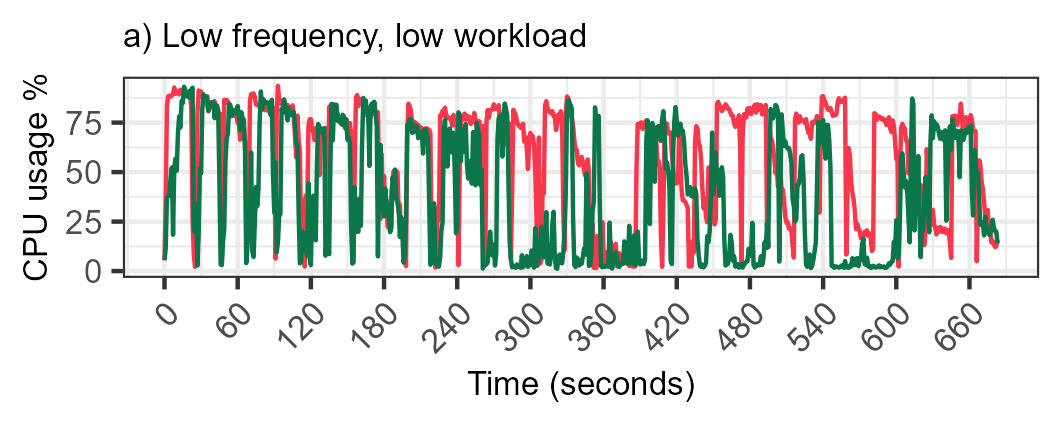 a) Low frequency, low workload
CPU usage %
75
50
25
0
0 60 120 180 240 300 360 420 480 540 600 660
Time (seconds)